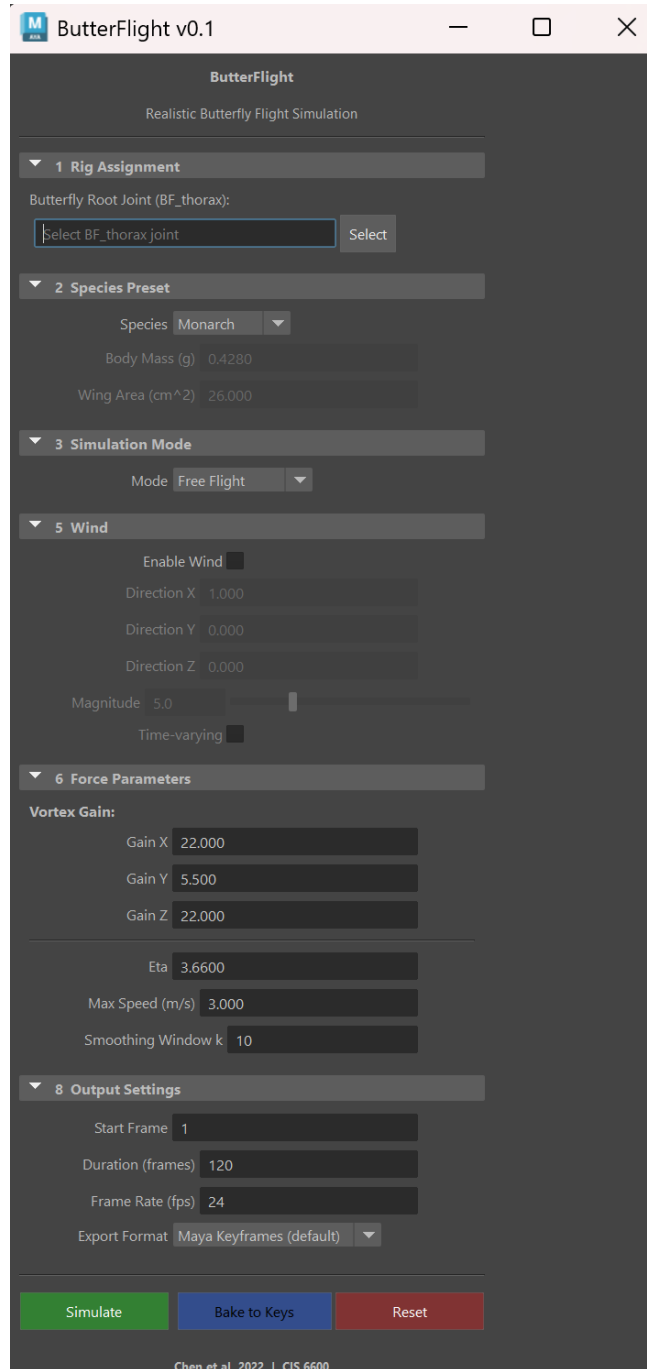 ButterFlight v0.1
ButterFlight
Realistic Butterfly Flight Simulation
1 Rig Assignment
Butterfly Root Joint (BF_thorax):
Select BF_thorax joint Select
2 Species Preset
Species Monarch
Body Mass (g) 0.4280
Wing Area (cm^2) 26.000
3 Simulation Mode
Mode Free Flight
5 Wind
Enable Wind
Direction X 1.000
Direction Y 0.000
Direction Z 0.000
Magnitude 5.0
Time-varying
6 Force Parameters
Vortex Gain:
Gain X 22.000
Gain Y 5.500
Gain Z 22.000
Eta 3.6600
Max Speed (m/s) 3.000
Smoothing Window k 10
8 Output Settings
Start Frame 1
Duration (frames) 120
Frame Rate (fps) 24
Export Format Maya Keyframes (default)
Simulate Bake to Keys Reset
Chen et al. 2022 | CIS 6600